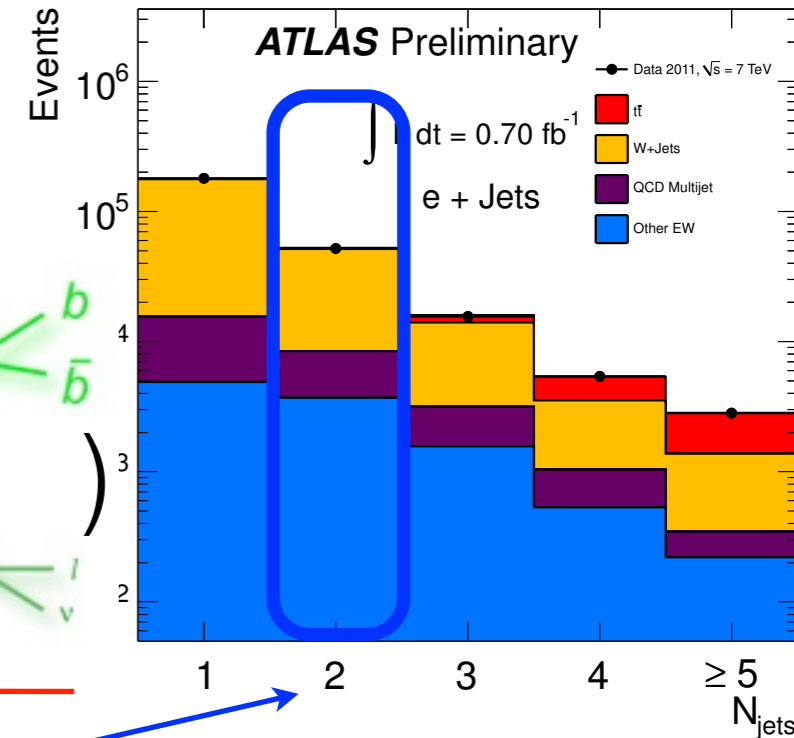 Events
ATLAS Preliminary
10⁶
10⁵
4
3
2
∫ dt = 0.70 fb⁻¹
e + Jets
Data 2011, √s = 7 TeV
tt̄
W+Jets
QCD Multijet
Other EW
b
b̄
)
l
ν
1 2 3 4 ≥ 5
N_jets